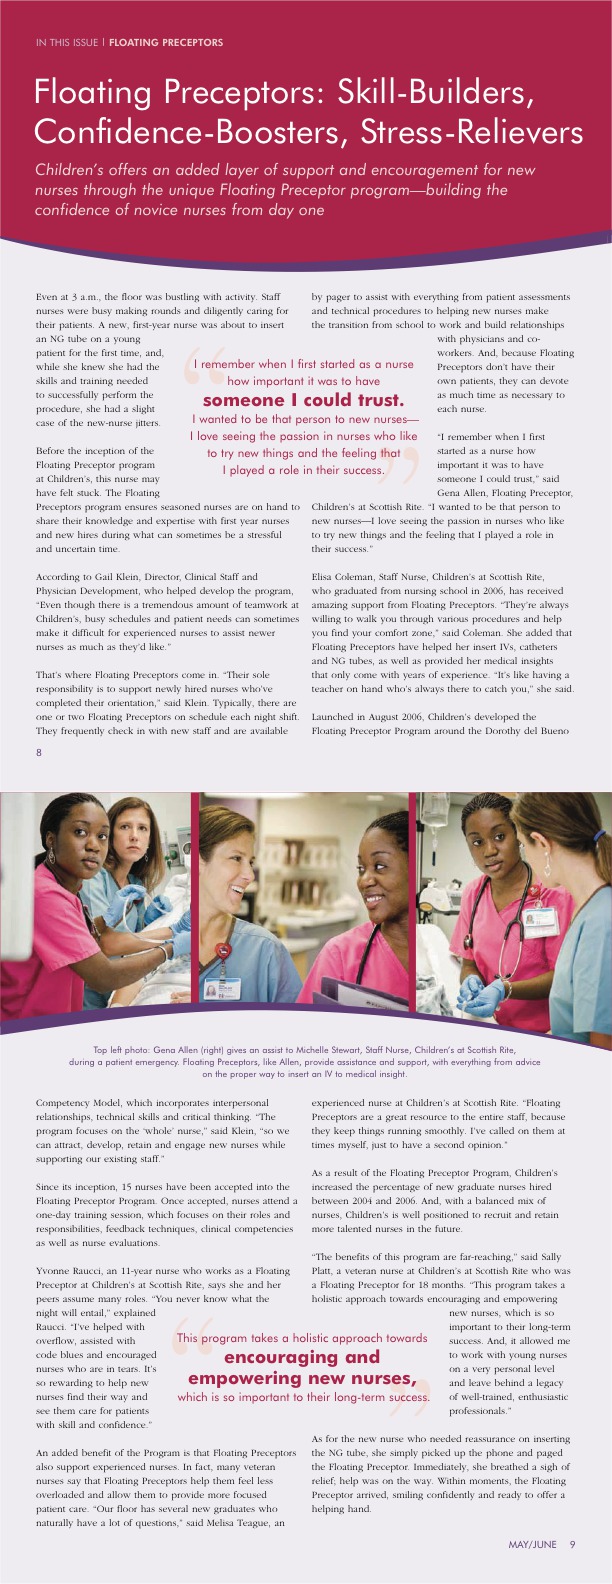 IN THIS ISSUE | FLOATING PRECEPTORS
Floating Preceptors: Skill-Builders,
Confidence-Boosters, Stress-Relievers
Children's offers an added layer of support and encouragement for new
nurses through the unique Floating Preceptor program—building the
confidence of novice nurses from day one
Even at 3 a.m., the floor was bustling with activity. Staff
nurses were busy making rounds and diligently caring for
their patients. A new, first-year nurse was about to insert
an NG tube on a young
patient for the first time, and,
while she knew she had the
skills and training needed
to successfully perform the
procedure, she had a slight
case of the new-nurse jitters.
Before the inception of the
Floating Preceptor program
at Children's, this nurse may
have felt stuck. The Floating
Preceptors program ensures seasoned nurses are on hand to
share their knowledge and expertise with first year nurses
and new hires during what can sometimes be a stressful
and uncertain time.
According to Gail Klein, Director, Clinical Staff and
Physician Development, who helped develop the program,
“Even though there is a tremendous amount of teamwork at
Children's, busy schedules and patient needs can sometimes
make it difficult for experienced nurses to assist newer
nurses as much as they'd like.”
That's where Floating Preceptors come in. “Their sole
responsibility is to support newly hired nurses who've
completed their orientation,” said Klein. Typically, there are
one or two Floating Preceptors on schedule each night shift.
They frequently check in with new staff and are available
“I remember when I first started as a nurse
how important it was to have
someone I could trust.
I wanted to be that person to new nurses—
I love seeing the passion in nurses who like
to try new things and the feeling that
I played a role in their success.”
by pager to assist with everything from patient assessments
and technical procedures to helping new nurses make
the transition from school to work and build relationships
with physicians and co-
workers. And, because Floating
Preceptors don't have their
own patients, they can devote
as much time as necessary to
each nurse.
“I remember when I first
started as a nurse how
important it was to have
someone I could trust,” said
Gena Allen, Floating Preceptor,
Children's at Scottish Rite. “I wanted to be that person to
new nurses—I love seeing the passion in nurses who like
to try new things and the feeling that I played a role in
their success.”
Elisa Coleman, Staff Nurse, Children's at Scottish Rite,
who graduated from nursing school in 2006, has received
amazing support from Floating Preceptors. “They're always
willing to walk you through various procedures and help
you find your comfort zone,” said Coleman. She added that
Floating Preceptors have helped her insert IVs, catheters
and NG tubes, as well as provided her medical insights
that only come with years of experience. “It's like having a
teacher on hand who's always there to catch you,” she said.
Launched in August 2006, Children's developed the
Floating Preceptor Program around the Dorothy del Bueno
8
Top left photo: Gena Allen (right) gives an assist to Michelle Stewart, Staff Nurse, Children's at Scottish Rite,
during a patient emergency. Floating Preceptors, like Allen, provide assistance and support, with everything from advice
on the proper way to insert an IV to medical insight.
Competency Model, which incorporates interpersonal
relationships, technical skills and critical thinking. “The
program focuses on the ‘whole’ nurse,” said Klein, “so we
can attract, develop, retain and engage new nurses while
supporting our existing staff.”
Since its inception, 15 nurses have been accepted into the
Floating Preceptor Program. Once accepted, nurses attend a
one-day training session, which focuses on their roles and
responsibilities, feedback techniques, clinical competencies
as well as nurse evaluations.
Yvonne Raucci, an 11-year nurse who works as a Floating
Preceptor at Children's at Scottish Rite, says she and her
peers assume many roles. “You never know what the
night will entail,” explained
Raucci. “I've helped with
overflow, assisted with
code blues and encouraged
nurses who are in tears. It's
so rewarding to help new
nurses find their way and
see them care for patients
with skill and confidence.”
An added benefit of the Program is that Floating Preceptors
also support experienced nurses. In fact, many veteran
nurses say that Floating Preceptors help them feel less
overloaded and allow them to provide more focused
patient care. “Our floor has several new graduates who
naturally have a lot of questions,” said Melisa Teague, an
“This program takes a holistic approach towards
encouraging and
empowering new nurses,
which is so important to their long-term success.”
experienced nurse at Children's at Scottish Rite. “Floating
Preceptors are a great resource to the entire staff, because
they keep things running smoothly. I've called on them at
times myself, just to have a second opinion.”
As a result of the Floating Preceptor Program, Children's
increased the percentage of new graduate nurses hired
between 2004 and 2006. And, with a balanced mix of
nurses, Children's is well positioned to recruit and retain
more talented nurses in the future.
“The benefits of this program are far-reaching,” said Sally
Platt, a veteran nurse at Children's at Scottish Rite who was
a Floating Preceptor for 18 months. “This program takes a
holistic approach towards encouraging and empowering
new nurses, which is so
important to their long-term
success. And, it allowed me
to work with young nurses
on a very personal level
and leave behind a legacy
of well-trained, enthusiastic
professionals.”
As for the new nurse who needed reassurance on inserting
the NG tube, she simply picked up the phone and paged
the Floating Preceptor. Immediately, she breathed a sigh of
relief; help was on the way. Within moments, the Floating
Preceptor arrived, smiling confidently and ready to offer a
helping hand.
MAY/JUNE 9